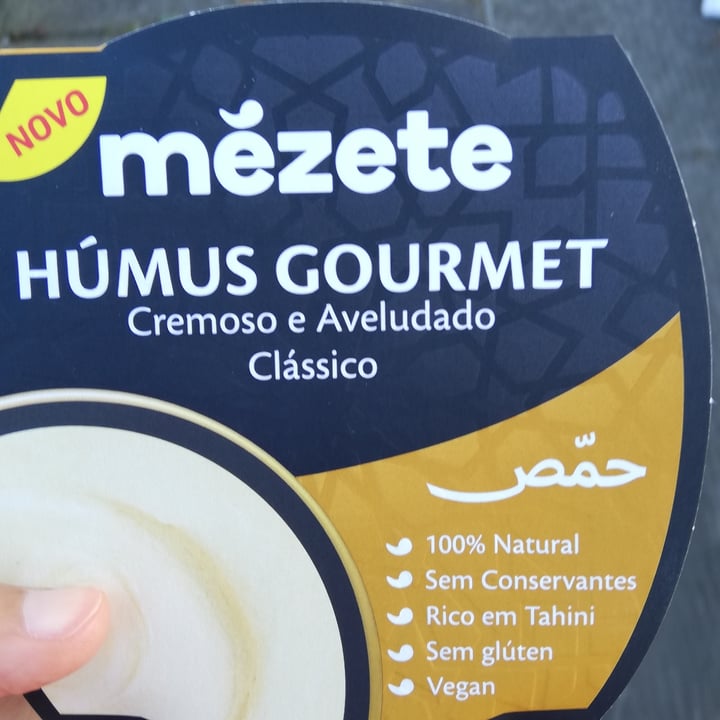 NOVO
mezete
HÚMUS GOURMET
Cremoso e Aveludado
Clássico
حمّص
100% Natural
Sem Conservantes
Rico em Tahini
Sem glúten
Vegan